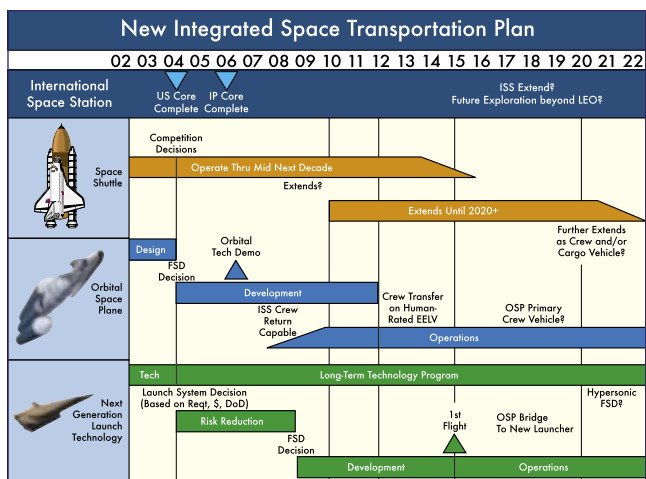 New Integrated Space Transportation Plan
02 03 04 05 06 07 08 09 10 11 12 13 14 15 16 17 18 19 20 21 22
International
Space Station
US Core
Complete
IP Core
Complete
ISS Extend?
Future Exploration beyond LEO?
Space
Shuttle
Competition
Decisions
Operate Thru Mid Next Decade
Extends?
Extends Until 2020+
Further Extends
as Crew and/or
Cargo Vehicle?
Orbital
Space
Plane
Design
FSD
Decision
Orbital
Tech Demo
Development
ISS Crew
Return
Capable
Crew Transfer
on Human-
Rated EELV
OSP Primary
Crew Vehicle?
Operations
Next
Generation
Launch
Technology
Tech
Long-Term Technology Program
Launch System Decision
(Based on Reqt, $, DoD)
Hypersonic
FSD?
Risk Reduction
FSD
Decision
1st
Flight
OSP Bridge
To New Launcher
Development
Operations